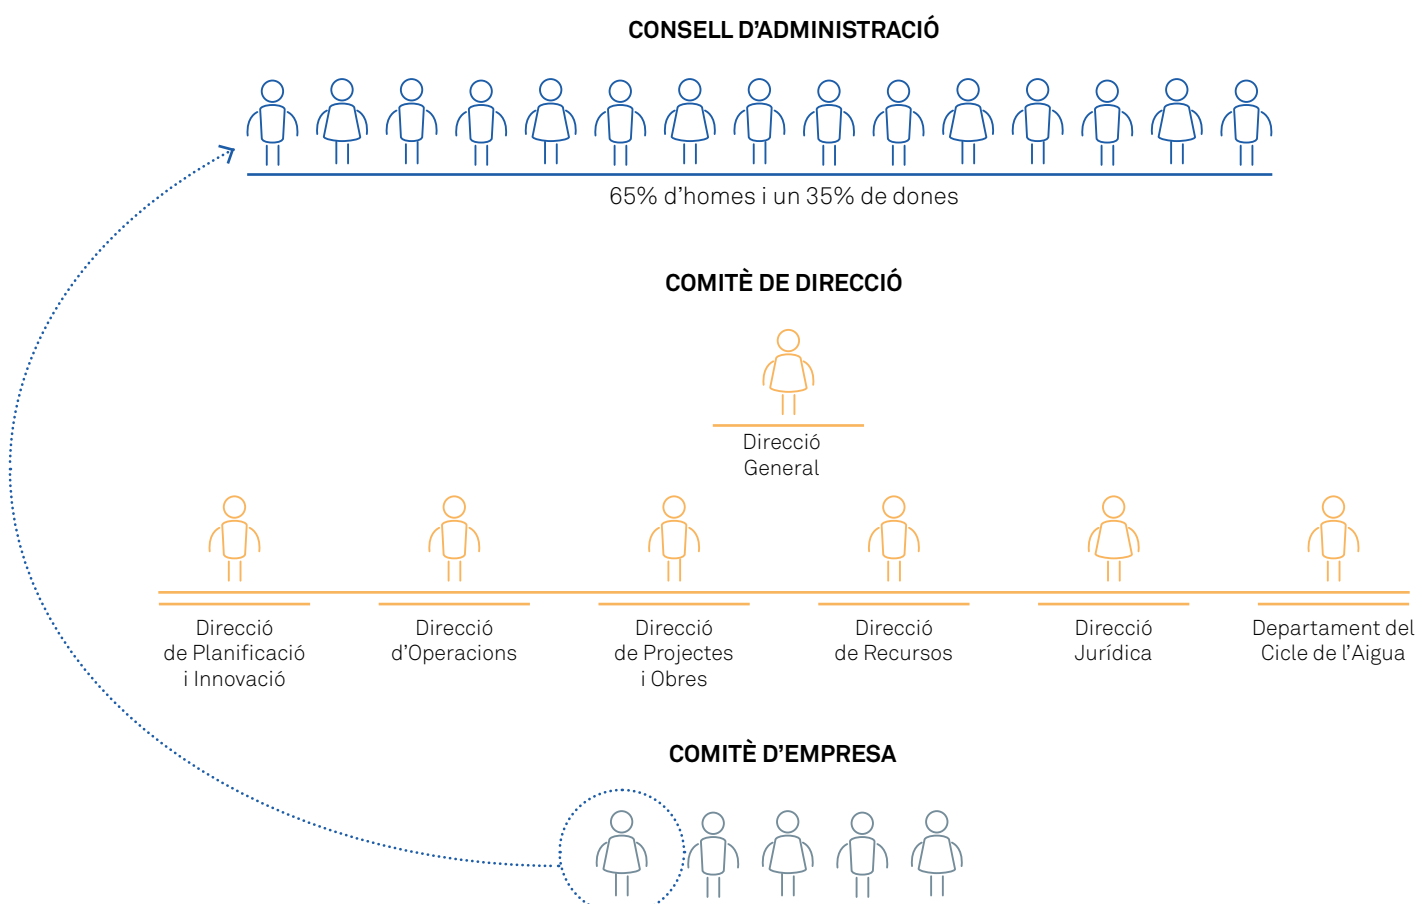 CONSELL D’ADMINISTRACIÓ
65% d’homes i un 35% de dones
COMITÈ DE DIRECCIÓ
Direcció
General
Direcció
de Planificació
i Innovació
Direcció
d’Operacions
Direcció
de Projectes
i Obres
Direcció
de Recursos
Direcció
Jurídica
Departament del
Cicle de l’Aigua
COMITÈ D’EMPRESA